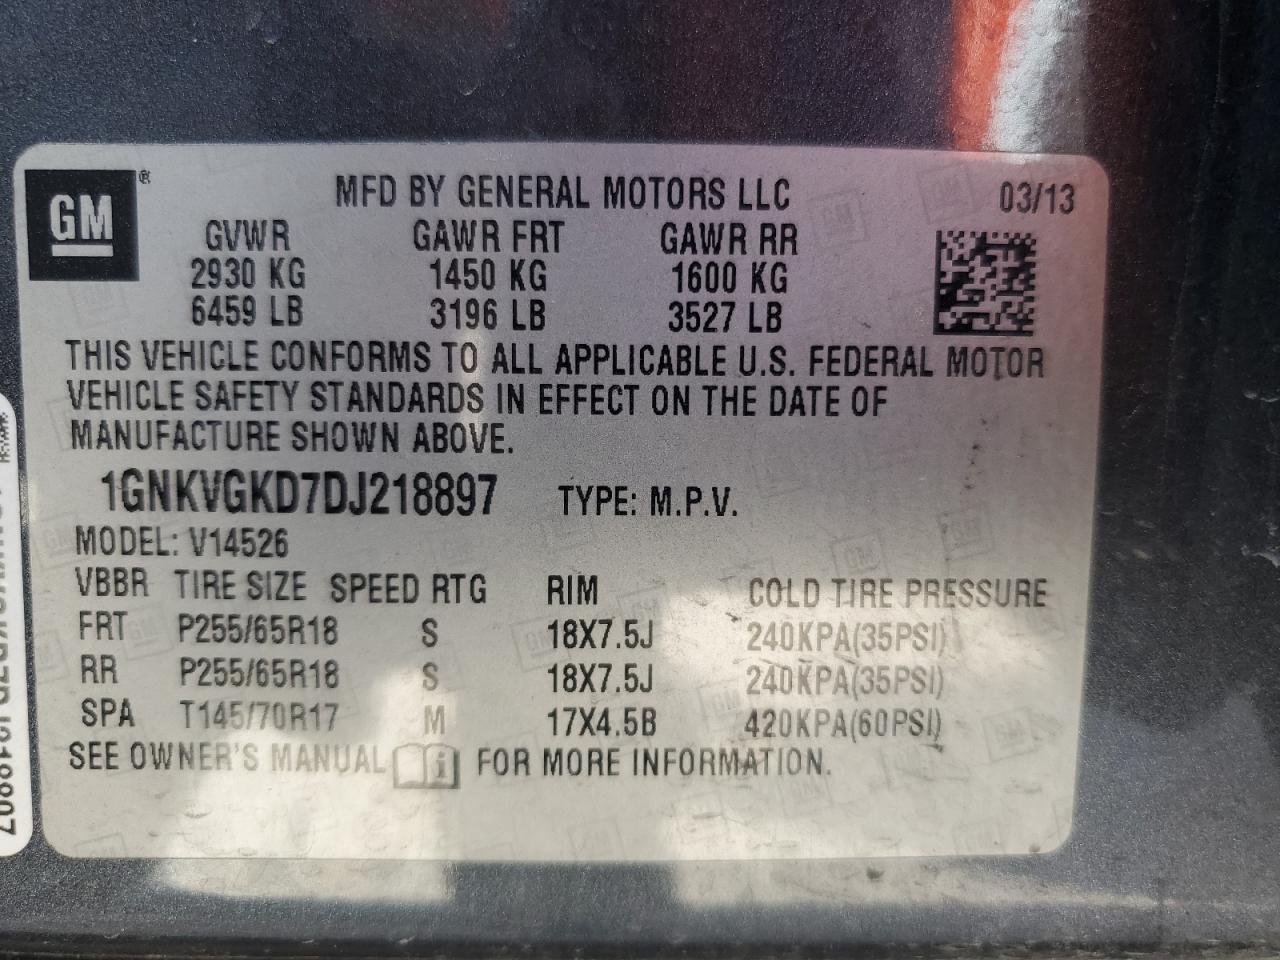 GM ®
MFD BY GENERAL MOTORS LLC 03/13
GVWR GAWR FRT GAWR RR
2930 KG 1450 KG 1600 KG
6459 LB 3196 LB 3527 LB
THIS VEHICLE CONFORMS TO ALL APPLICABLE U.S. FEDERAL MOTOR
VEHICLE SAFETY STANDARDS IN EFFECT ON THE DATE OF
MANUFACTURE SHOWN ABOVE.
1GNKVGKD7DJ218897 TYPE: M.P.V.
MODEL: V14526
VBBR TIRE SIZE SPEED RTG RIM COLD TIRE PRESSURE
FRT P255/65R18 S 18X7.5J 240KPA(35PSI)
RR P255/65R18 S 18X7.5J 240KPA(35PSI)
SPA T145/70R17 M 17X4.5B 420KPA(60PSI)
SEE OWNER'S MANUAL FOR MORE INFORMATION.